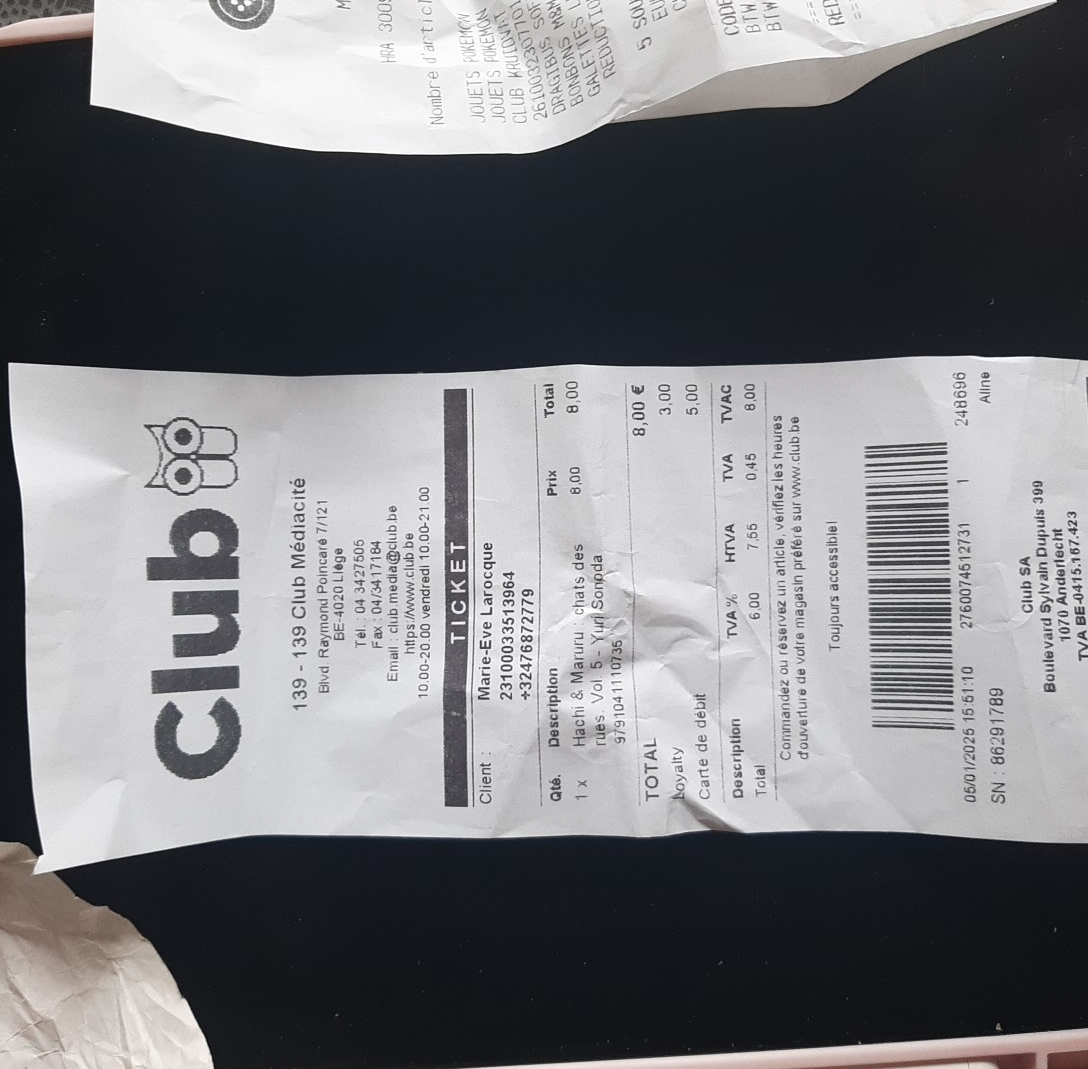 Club
139 - 139 Club Médiacité
Blvd. Raymond Poincaré 7/121
BE-4020 Liège
Tél. : 04 3427505
Fax : 04/3417184
Email : club.media@club.be
https://www.club.be
10.00-20.00 vendredi 10.00-21.00
TICKET
Client : Marie-Eve Larocque
2310003351396​4
+32476872779
Qté. Description Prix Total
1 x Hachi & Maruru : chats des 8,00 8,00
rues. Vol. 5 - Yuri Sonoda
9791041110735
TOTAL 8,00 €
Loyalty 3,00
Carte de débit 5,00
Description TVA % HTVA TVA TVAC
Total 6,00 7,55 0,45 8,00
Commandez ou réservez un article, vérifiez les heures
d'ouverture de votre magasin préféré sur www.club.be
Toujours accessible!
05/01/2025 15:51:10 2760074512731 1 248696
SN : 86291789 Aline
Club SA
Boulevard Sylvain Dupuis 399
1070 Anderlecht
TVA BE-0415.167.423
HRA 300
Nombre d'articl
JOUETS POKEMON
JOUETS POKEMON
CLUB
DRAGIBUS M&M
BONBONS
GALETTES
REDUCTIO
5 SOU
CODE
BTW
BTW
RED